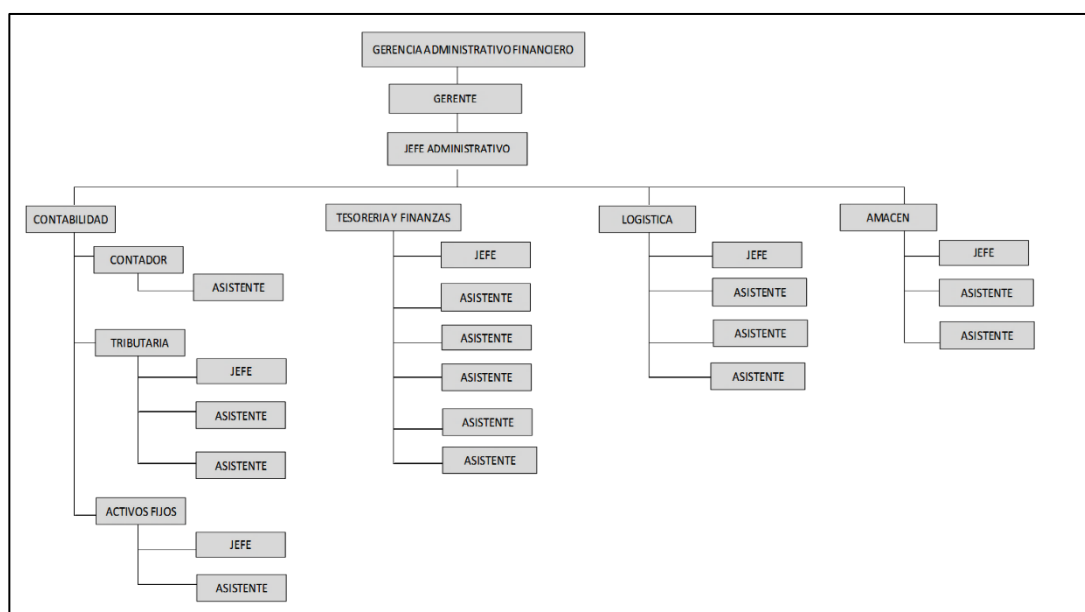 GERENCIA ADMINISTRATIVO FINANCIERO
GERENTE
JEFE ADMINISTRATIVO
CONTABILIDAD
CONTADOR
ASISTENTE
TRIBUTARIA
JEFE
ASISTENTE
ASISTENTE
ACTIVOS FIJOS
JEFE
ASISTENTE
TESORERIA Y FINANZAS
JEFE
ASISTENTE
ASISTENTE
ASISTENTE
ASISTENTE
ASISTENTE
LOGISTICA
JEFE
ASISTENTE
ASISTENTE
ASISTENTE
AMACEN
JEFE
ASISTENTE
ASISTENTE